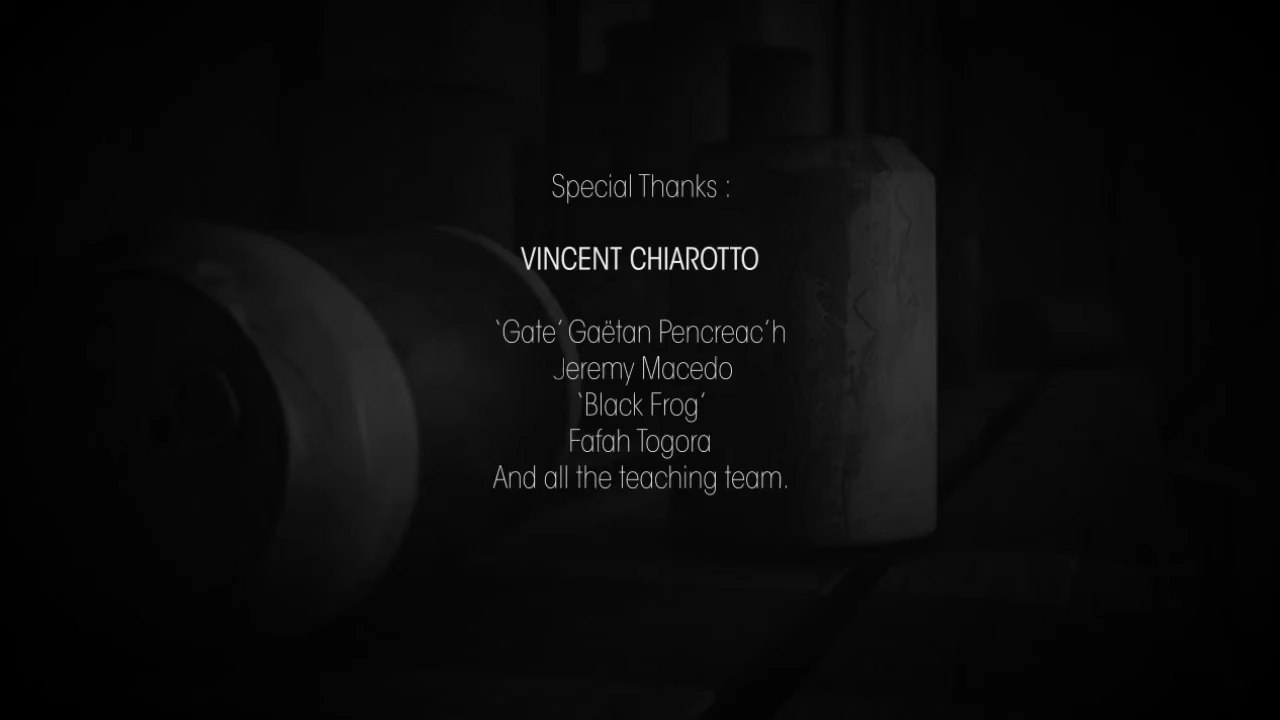 Special Thanks :
VINCENT CHIAROTTO
`Gate´ Gaëtan Pencreac´h
Jeremy Macedo
`Black Frog´
Fafah Togora
And all the teaching team.